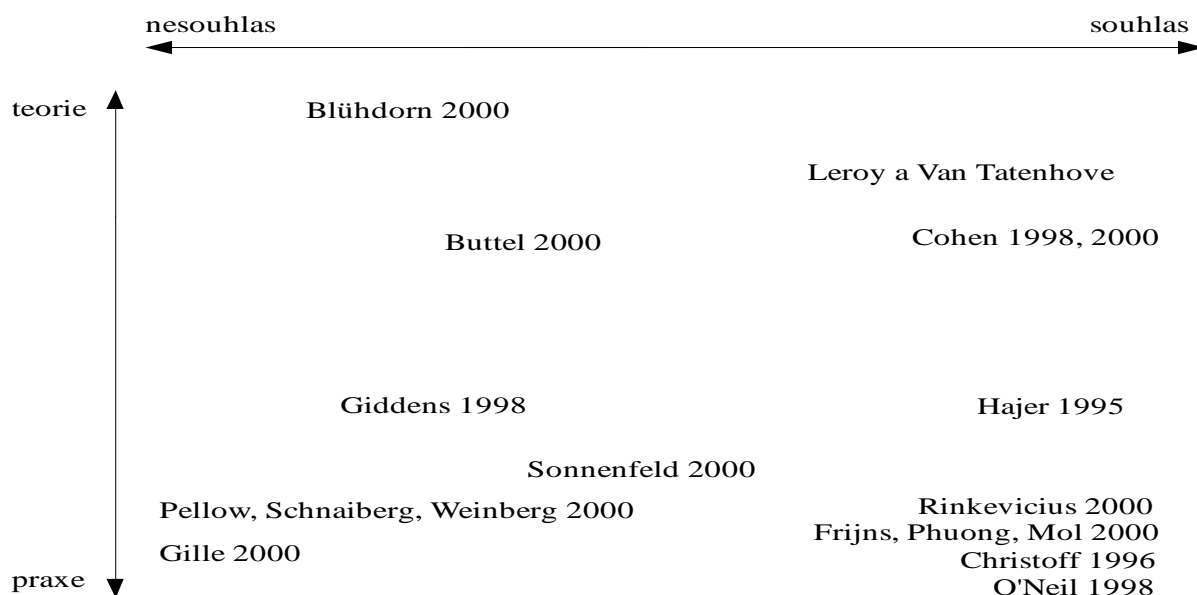 nesouhlas souhlas
teorie Blühdorn 2000
Leroy a Van Tatenhove
Buttel 2000 Cohen 1998, 2000
Giddens 1998 Hajer 1995
Sonnenfeld 2000
Pellow, Schnaiberg, Weinberg 2000 Rinkevicius 2000
Frijns, Phuong, Mol 2000
Gille 2000 Christoff 1996
praxe O'Neil 1998